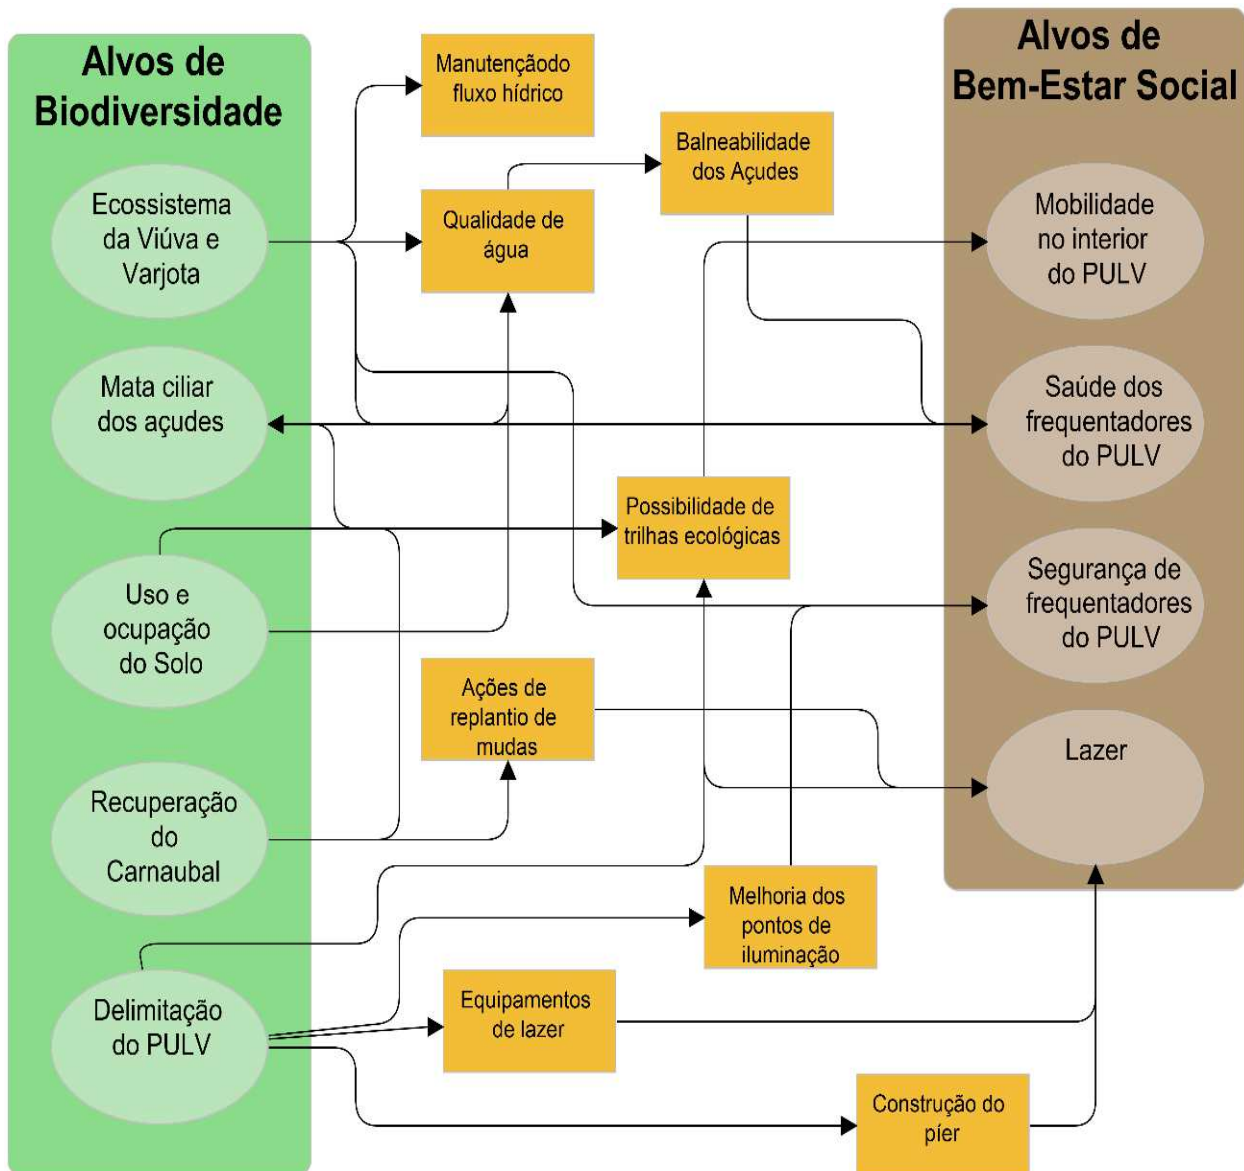 Alvos de
Biodiversidade
Ecossistema
da Viúva e
Varjota
Mata ciliar
dos açudes
Uso e
ocupação
do Solo
Recuperação
do
Carnaubal
Delimitação
do PULV
Manutençãodo
fluxo hídrico
Qualidade de
água
Balneabilidade
dos Açudes
Possibilidade de
trilhas ecológicas
Ações de
replantio de
mudas
Melhoria dos
pontos de
iluminação
Equipamentos
de lazer
Construção do
píer
Alvos de
Bem-Estar Social
Mobilidade
no interior
do PULV
Saúde dos
frequentadores
do PULV
Segurança de
frequentadores
do PULV
Lazer